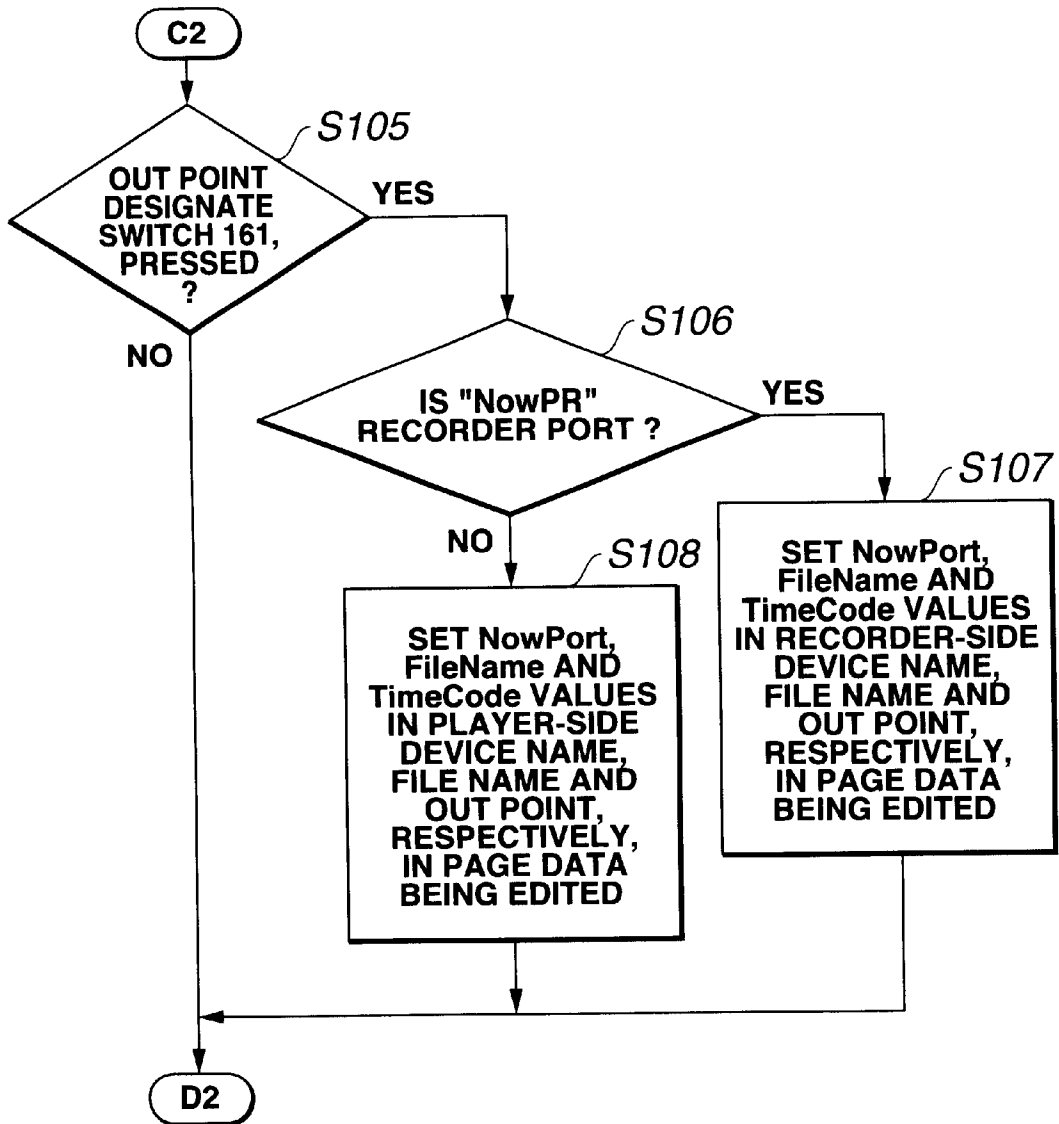 C2
S105
OUT POINT
DESIGNATE
SWITCH 161,
PRESSED
?
YES
NO
S106
IS "NowPR"
RECORDER PORT ?
YES
NO
S107
SET NowPort,
FileName AND
TimeCode VALUES
IN RECORDER-SIDE
DEVICE NAME,
FILE NAME AND
OUT POINT,
RESPECTIVELY,
IN PAGE DATA
BEING EDITED
S108
SET NowPort,
FileName AND
TimeCode VALUES
IN PLAYER-SIDE
DEVICE NAME,
FILE NAME AND
OUT POINT,
RESPECTIVELY,
IN PAGE DATA
BEING EDITED
D2